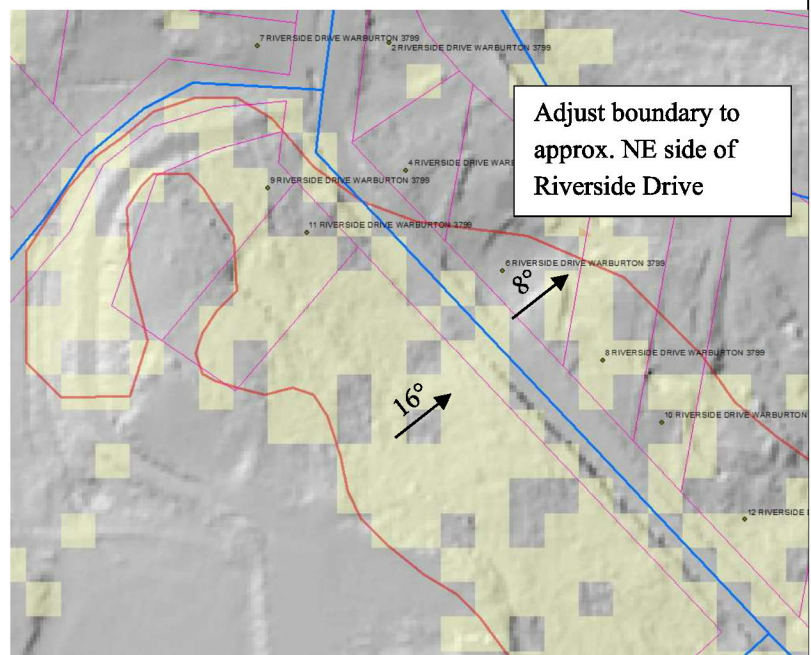 7 RIVERSIDE DRIVE WARBURTON 3799
2 RIVERSIDE DRIVE WARBURTON 3799
Adjust boundary to
approx. NE side of
Riverside Drive
4 RIVERSIDE DRIVE WARE
9 RIVERSIDE DRIVE WARBURTON 3799
11 RIVERSIDE DRIVE WARBURTON 3799
6 RIVERSIDE DRIVE WARBURTON 3799
8°
8 RIVERSIDE DRIVE WARBURTON 3799
16°
10 RIVERSIDE DRIVE WARBURTON
12 RIVERSIDE